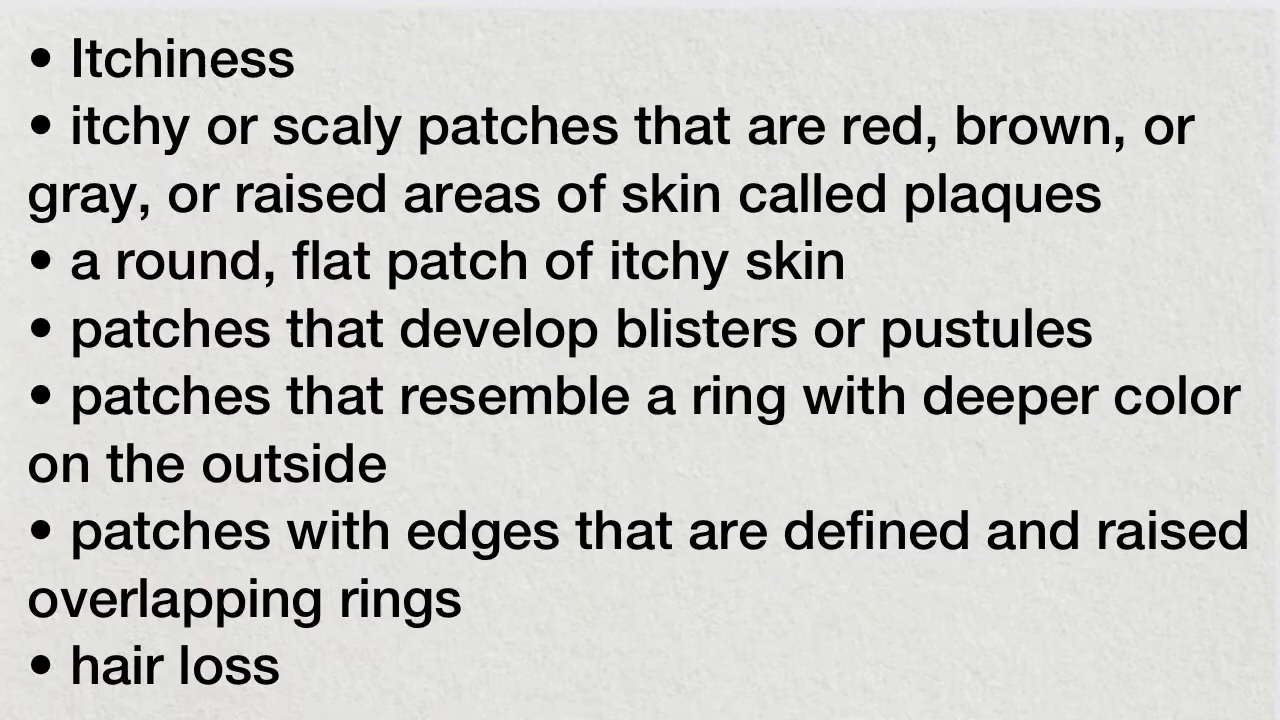 • Itchiness
• itchy or scaly patches that are red, brown, or
gray, or raised areas of skin called plaques
• a round, flat patch of itchy skin
• patches that develop blisters or pustules
• patches that resemble a ring with deeper color
on the outside
• patches with edges that are defined and raised
overlapping rings
• hair loss